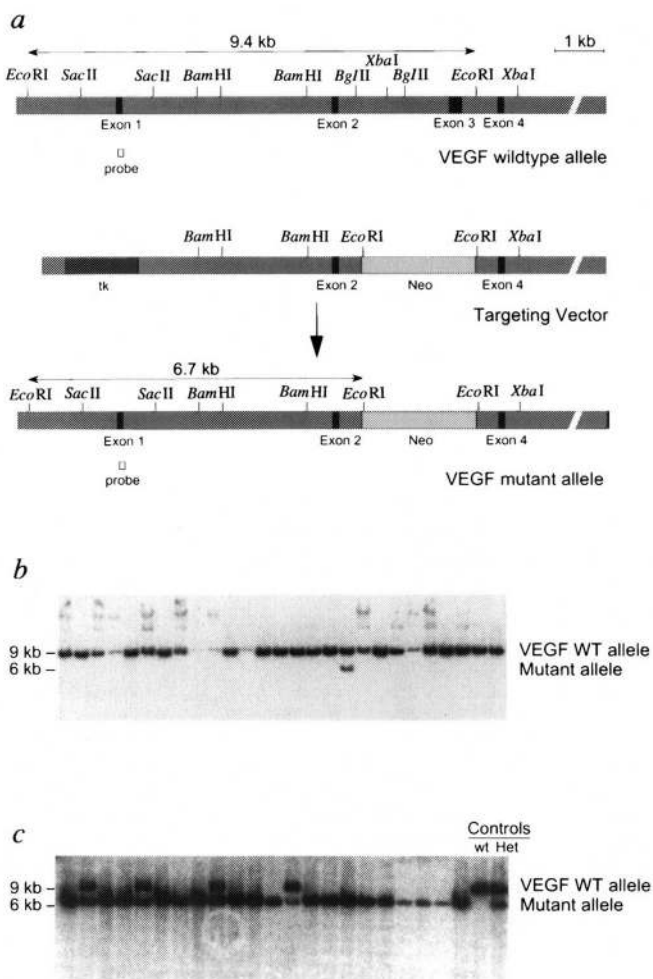 a
9.4 kb
1 kb
XbaI
EcoRI SacII SacII BamHI BamHI BglII BglII EcoRI XbaI
Exon 1 Exon 2 Exon 3 Exon 4
probe
VEGF wildtype allele
BamHI BamHI EcoRI EcoRI XbaI
tk Exon 2 Neo Exon 4
Targeting Vector
6.7 kb
EcoRI SacII SacII BamHI BamHI EcoRI EcoRI XbaI
Exon 1 Exon 2 Neo Exon 4
probe
VEGF mutant allele
b
9 kb – VEGF WT allele
6 kb – Mutant allele
c
Controls
wt Het
9 kb – VEGF WT allele
6 kb – Mutant allele